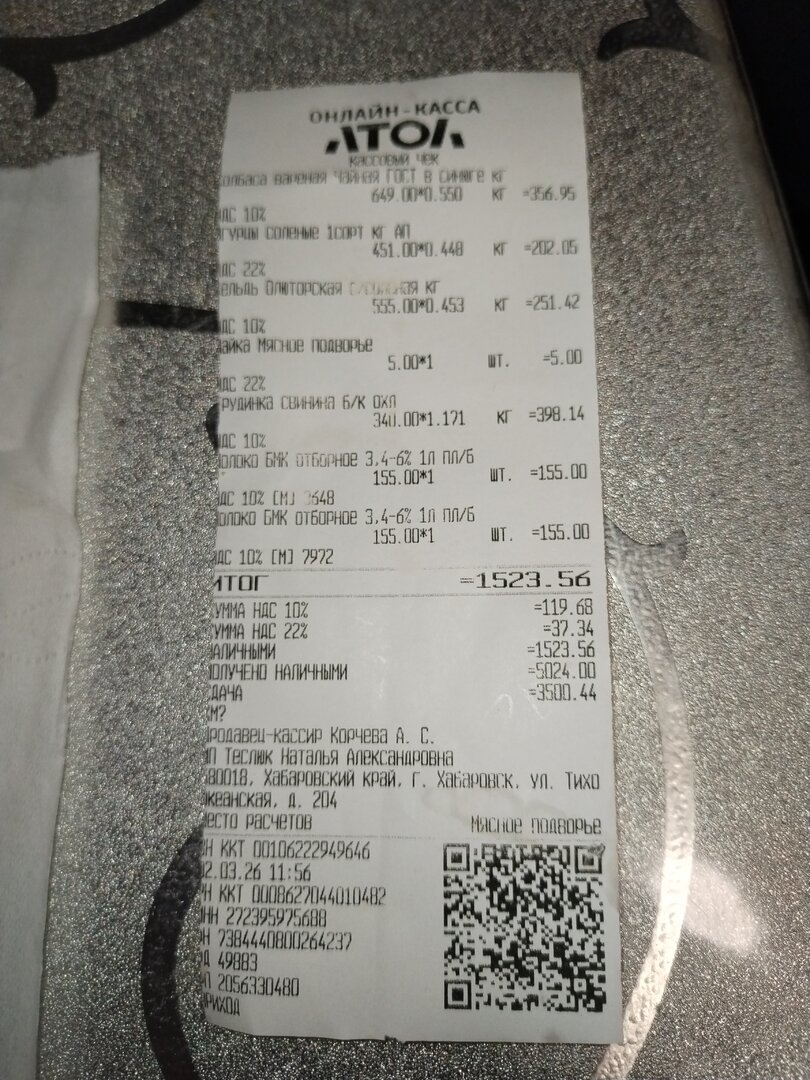 ОНЛАЙН-КАССА
АТОЛ
КАССОВЫЙ ЧЕК
олбаса вареная Чайная ГОСТ в синюге кг
649.00*0.550 КГ =356.95
ДС 10%
гурцы соленые 1сорт кг АП
451.00*0.448 КГ =202.05
ДС 22%
ельдь Олюторская кг
555.00*0.453 КГ =251.42
ДС 10%
айка Мясное подворье
5.00*1 ШТ. =5.00
ДС 22%
рудинка свинина б/к охл
340.00*1.171 КГ =398.14
ДС 10%
олоко БМК отборное 3,4-6% 1л пл/б
155.00*1 ШТ. =155.00
ДС 10% [М] 3648
олоко БМК отборное 3,4-6% 1л пл/б
155.00*1 ШТ. =155.00
ДС 10% [М] 7972
ИТОГ =1523.56
УММА НДС 10% =119.68
УММА НДС 22% =37.34
АЛИЧНЫМИ =1523.56
ОЛУЧЕНО НАЛИЧНЫМИ =5024.00
ДАЧА =3500.44
М?
родавец-кассир Корчева А. С.
ИП Теслюк Наталья Александровна
680018, Хабаровский край, г. Хабаровск, ул. Тихо
кеанская, д. 204
есто расчетов Мясное подворье
Н ККТ 00106222949646
2.03.26 11:56
Н ККТ 0008627044010482
НН 272395975688
Н 7384440800264237
Д 49883
П 2056330480
РИХОД